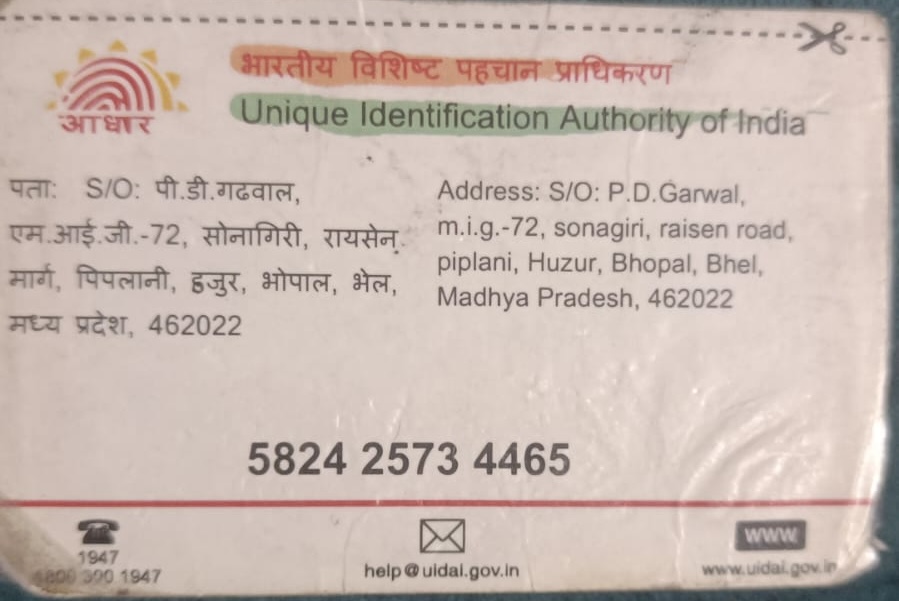 आधार
भारतीय विशिष्ट पहचान प्राधिकरण
Unique Identification Authority of India
पता: S/O: पी.डी.गढवाल,
एम.आई.जी.-72, सोनागिरी, रायसेन
मार्ग, पिपलानी, हजुर, भोपाल, भेल,
मध्य प्रदेश, 462022
Address: S/O: P.D.Garwal,
m.i.g.-72, sonagiri, raisen road,
piplani, Huzur, Bhopal, Bhel,
Madhya Pradesh, 462022
5824 2573 4465
1947
1800 300 1947
help@uidai.gov.in
www
www.uidai.gov.in